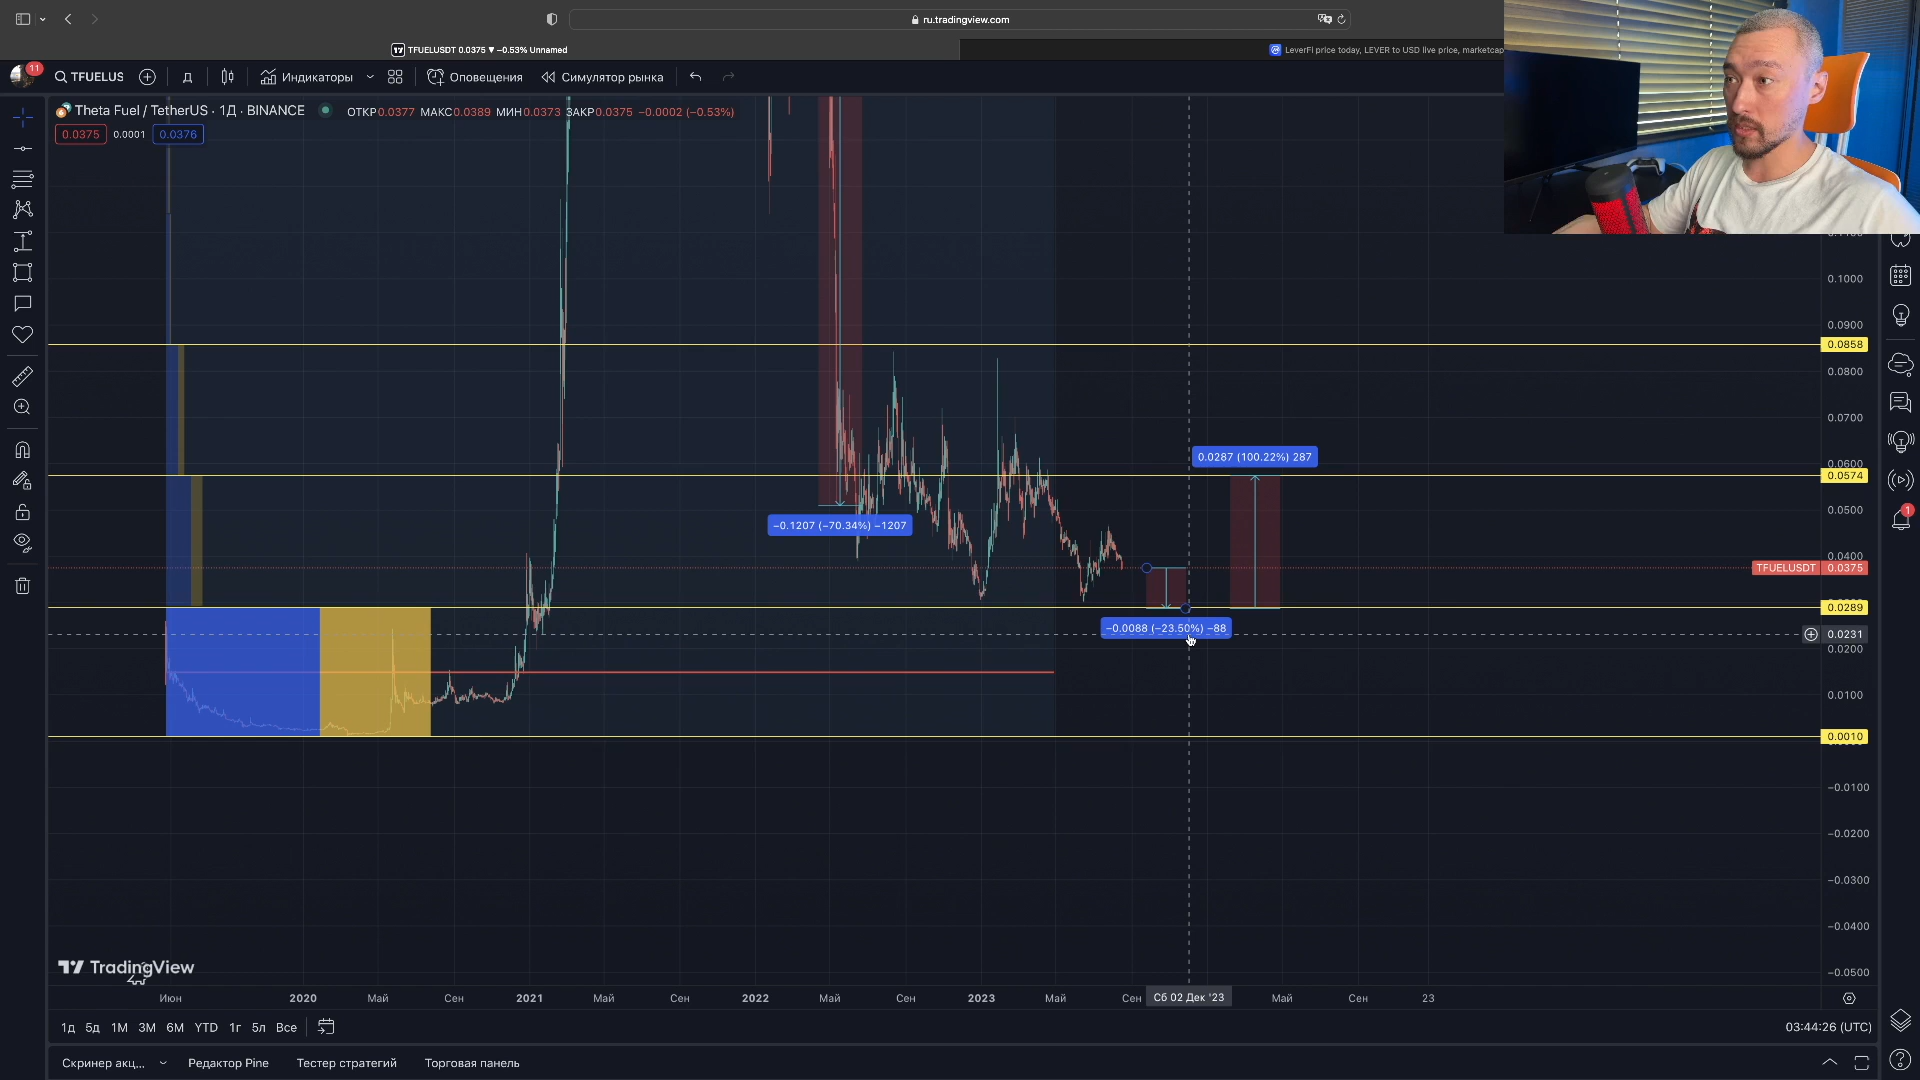 ru.tradingview.com
TFUELUSDT 0.0375 ▼ −0.53% Unnamed
LeverFi price today, LEVER to USD live price, marketcap
11
TFUELUS
Д
Индикаторы
Оповещения
Симулятор рынка
Theta Fuel / TetherUS · 1Д · BINANCE
ОТКР0.0377 МАКС0.0389 МИН0.0373 ЗАКР0.0375 −0.0002 (−0.53%)
0.0375
0.0001
0.0376
0.1000
0.0900
0.0858
0.0800
0.0700
0.0287 (100.22%) 287
0.0600
0.0574
0.0500
1
−0.1207 (−70.34%) −1207
0.0400
TFUELUSDT
0.0375
0.0289
−0.0088 (−23.50%) −88
0.0231
0.0200
0.0100
0.0010
−0.0100
−0.0200
−0.0300
−0.0400
TradingView
−0.0500
Июн
2020
Май
Сен
2021
Май
Сен
2022
Май
Сен
2023
Май
Сен
Сб 02 Дек '23
Май
Сен
23
1д
5д
1М
3М
6М
YTD
1г
5л
Все
03:44:26 (UTC)
Скринер акц...
Редактор Pine
Тестер стратегий
Торговая панель